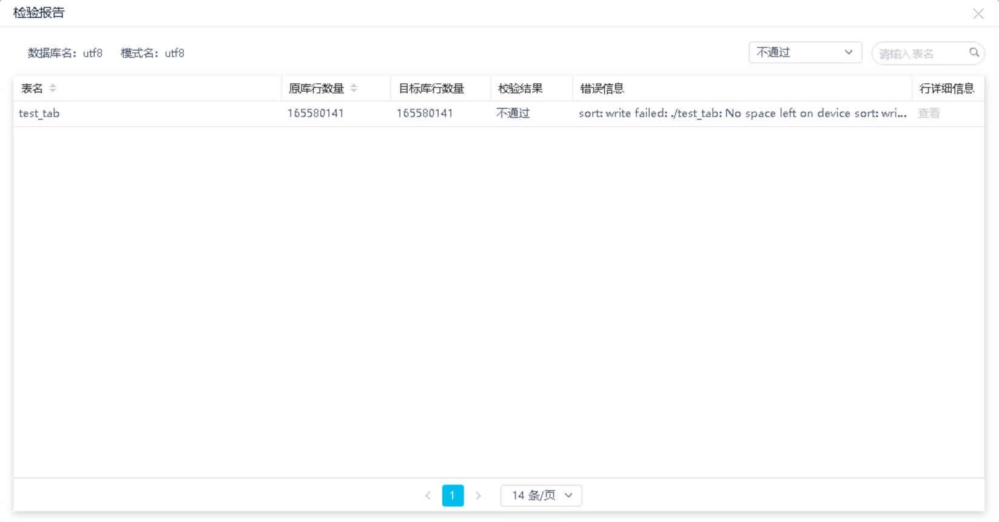 检验报告
数据库名：utf8 模式名：utf8 不通过 请输入表名
表名 原库行数量 目标库行数量 校验结果 错误信息 行详细信息
test_tab 165580141 165580141 不通过 sort: write failed: ./test_tab: No space left on device sort: wri... 查看
1 14 条/页